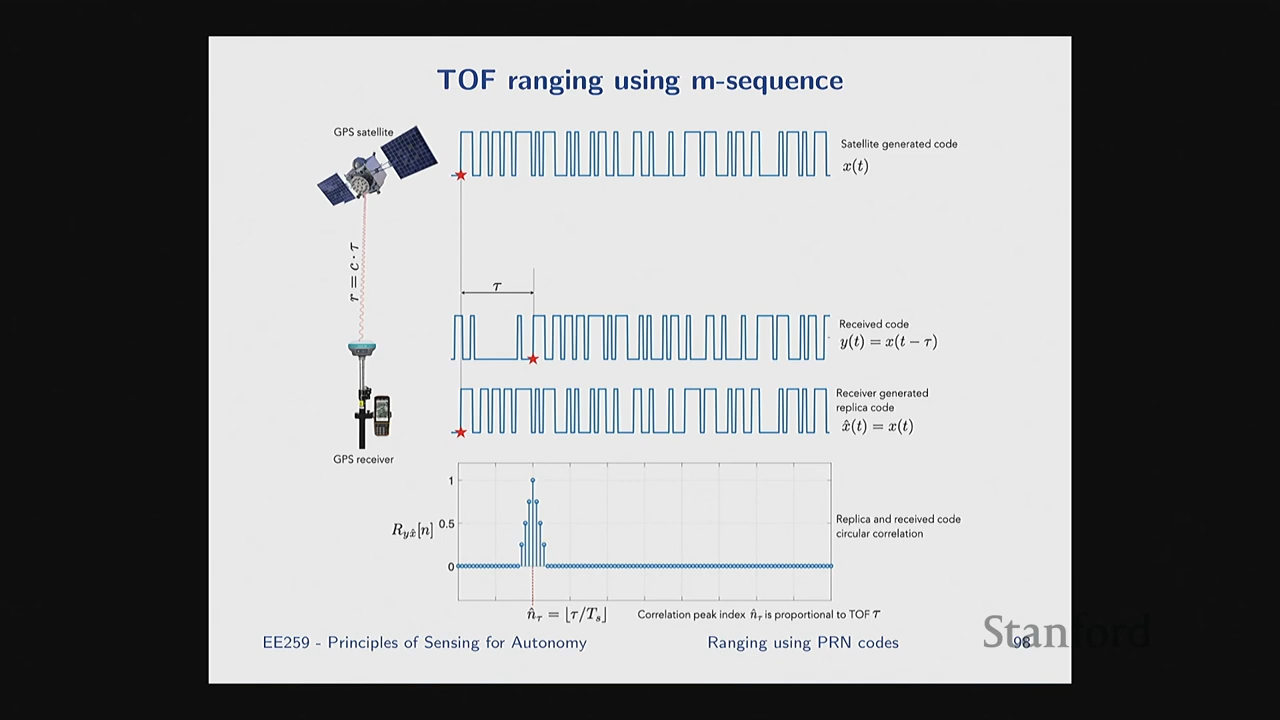 TOF ranging using m-sequence
GPS satellite
Satellite generated code
x(t)
r = c · τ
τ
Received code
y(t) = x(t − τ)
Receiver generated
replica code
x̂(t) = x(t)
GPS receiver
1
0.5
0
R_{yx̂}[n]
Replica and received code
circular correlation
n̂_τ = ⌊τ/T_s⌋
Correlation peak index n̂_τ is proportional to TOF τ
EE259 - Principles of Sensing for Autonomy
Ranging using PRN codes
98
Stanford